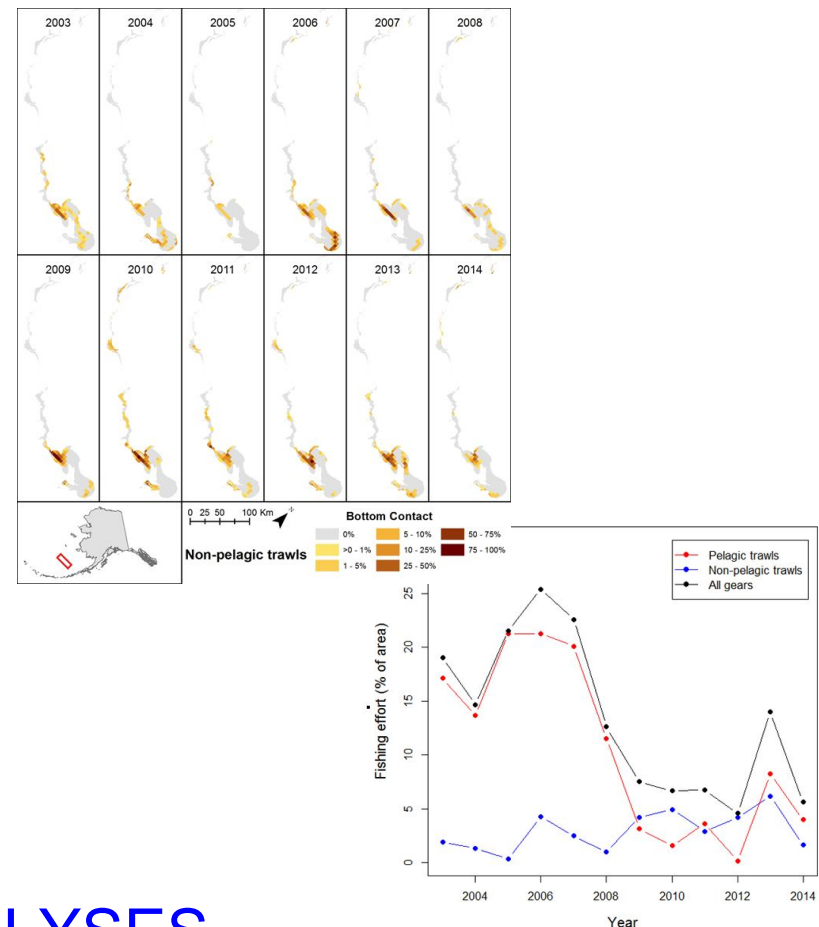 2003 2004 2005 2006 2007 2008
2009 2010 2011 2012 2013 2014
0 25 50 100 Km
Non-pelagic trawls
Bottom Contact
0% 5 - 10% 50 - 75%
>0 - 1% 10 - 25% 75 - 100%
1 - 5% 25 - 50%
Pelagic trawls
Non-pelagic trawls
All gears
Fishing effort (% of area)
25
20
15
10
5
0
2004 2006 2008 2010 2012 2014
Year
LYSES